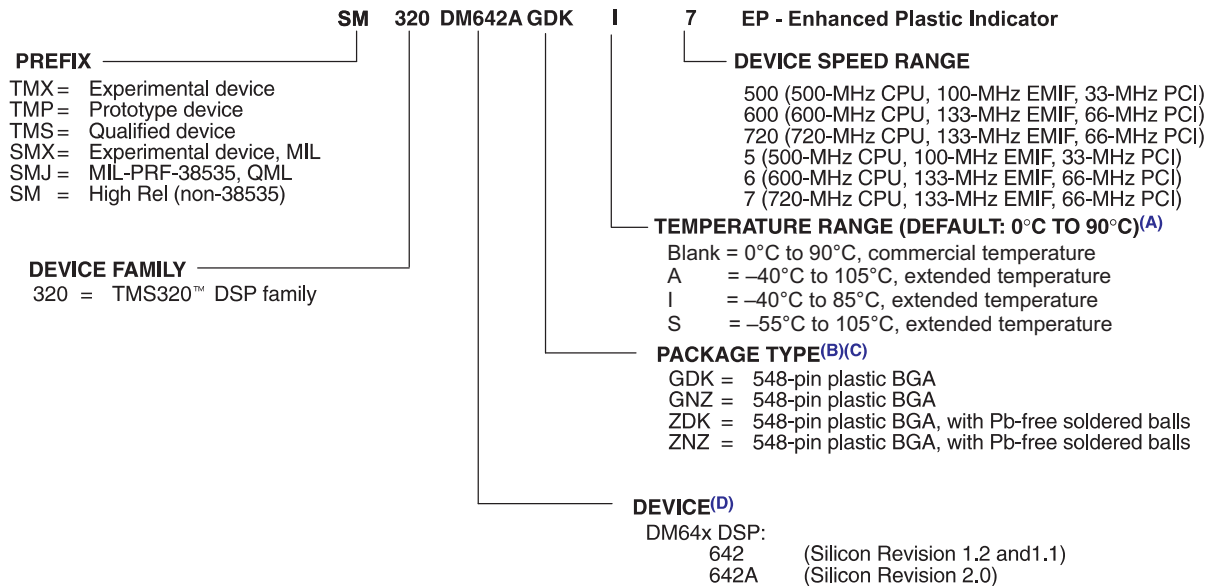 SM 320 DM642A GDK I 7 EP - Enhanced Plastic Indicator
PREFIX
TMX = Experimental device
TMP = Prototype device
TMS = Qualified device
SMX = Experimental device, MIL
SMJ = MIL-PRF-38535, QML
SM = High Rel (non-38535)
DEVICE SPEED RANGE
500 (500-MHz CPU, 100-MHz EMIF, 33-MHz PCI)
600 (600-MHz CPU, 133-MHz EMIF, 66-MHz PCI)
720 (720-MHz CPU, 133-MHz EMIF, 66-MHz PCI)
5 (500-MHz CPU, 100-MHz EMIF, 33-MHz PCI)
6 (600-MHz CPU, 133-MHz EMIF, 66-MHz PCI)
7 (720-MHz CPU, 133-MHz EMIF, 66-MHz PCI)
TEMPERATURE RANGE (DEFAULT: 0°C TO 90°C)(A)
Blank = 0°C to 90°C, commercial temperature
A = –40°C to 105°C, extended temperature
I = –40°C to 85°C, extended temperature
S = –55°C to 105°C, extended temperature
DEVICE FAMILY
320 = TMS320™ DSP family
PACKAGE TYPE(B)(C)
GDK = 548-pin plastic BGA
GNZ = 548-pin plastic BGA
ZDK = 548-pin plastic BGA, with Pb-free soldered balls
ZNZ = 548-pin plastic BGA, with Pb-free soldered balls
DEVICE(D)
DM64x DSP:
642 (Silicon Revision 1.2 and1.1)
642A (Silicon Revision 2.0)